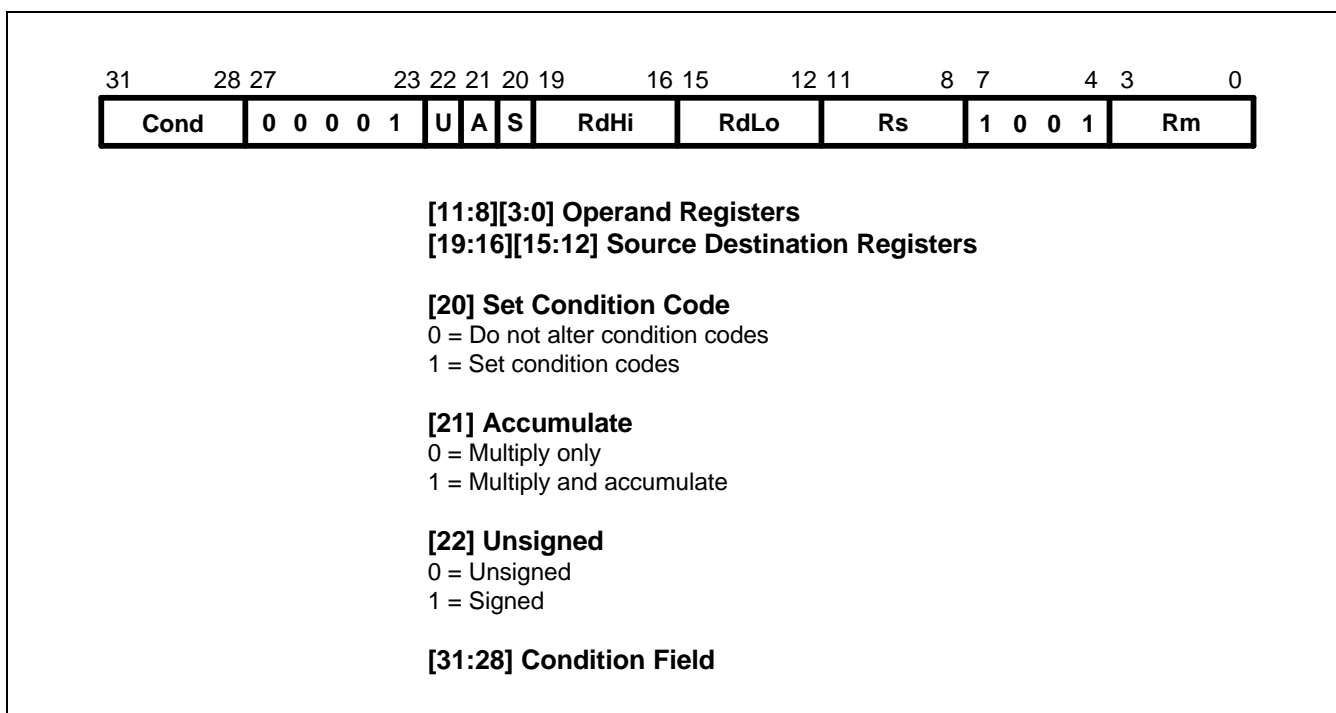 31 28 27 23 22 21 20 19 16 15 12 11 8 7 4 3 0
Cond 0 0 0 0 1 U A S RdHi RdLo Rs 1 0 0 1 Rm
[11:8][3:0] Operand Registers
[19:16][15:12] Source Destination Registers
[20] Set Condition Code
0 = Do not alter condition codes
1 = Set condition codes
[21] Accumulate
0 = Multiply only
1 = Multiply and accumulate
[22] Unsigned
0 = Unsigned
1 = Signed
[31:28] Condition Field